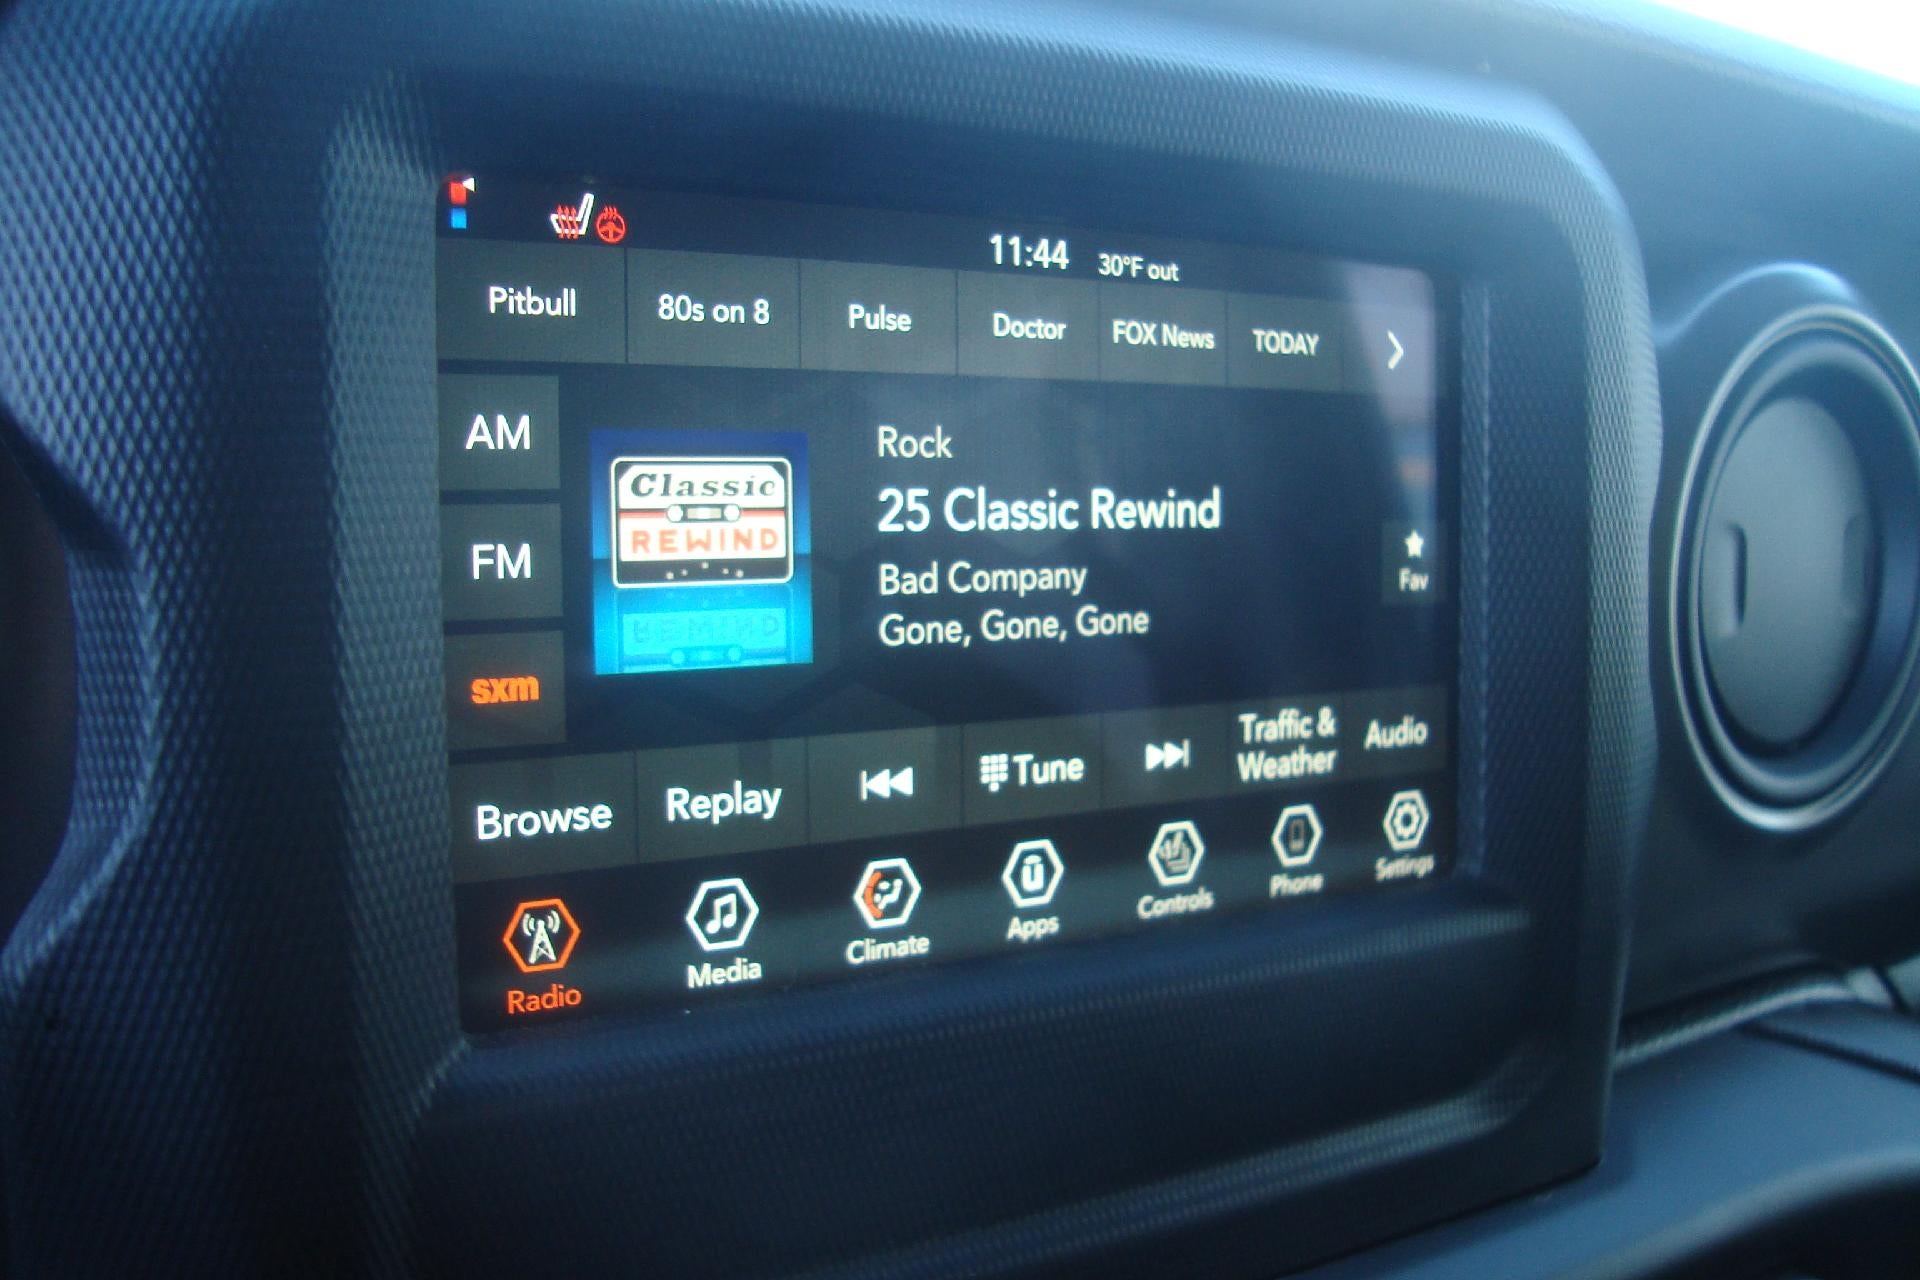 11:44 30°F out
Pitbull 80s on 8 Pulse Doctor FOX News TODAY
AM
FM
sxm
Classic
REWIND
Rock
25 Classic Rewind
Bad Company
Gone, Gone, Gone
Fav
Browse Replay Tune Traffic &
Weather Audio
Radio Media Climate Apps Controls Phone Settings